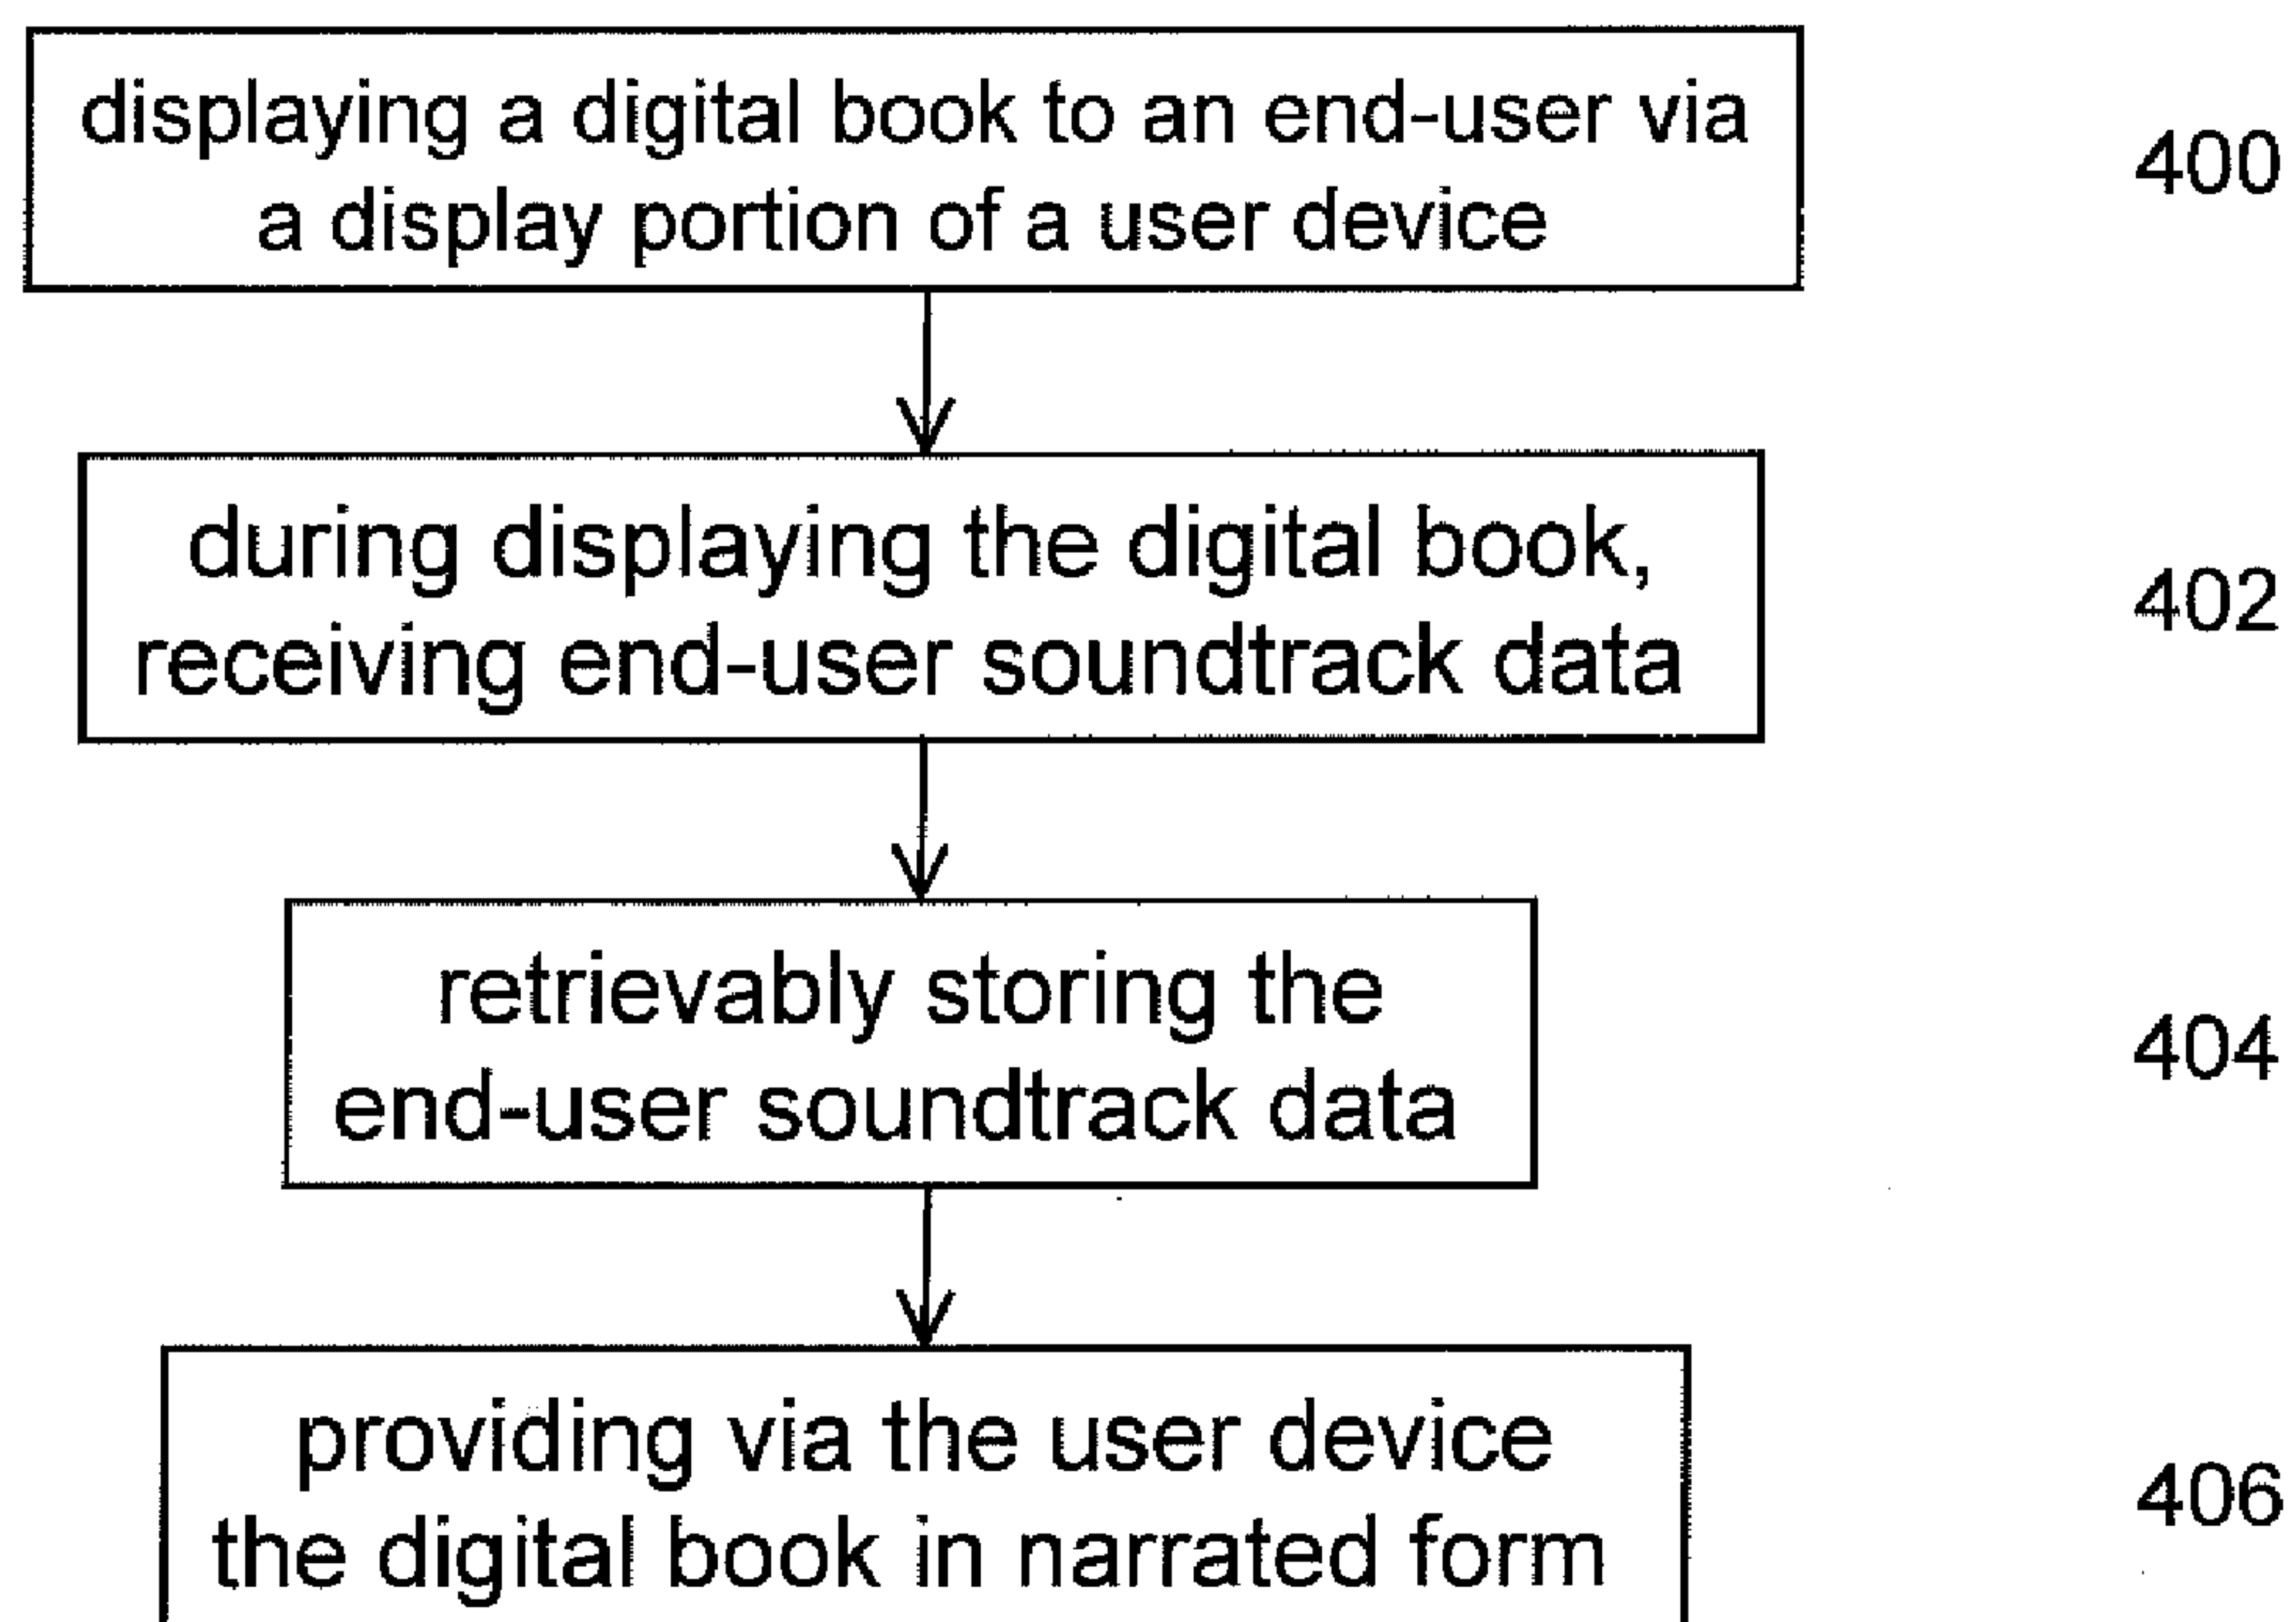 displaying a digital book to an end-user via
a display portion of a user device
400
during displaying the digital book,
receiving end-user soundtrack data
402
retrievably storing the
end-user soundtrack data
404
providing via the user device
the digital book in narrated form
406